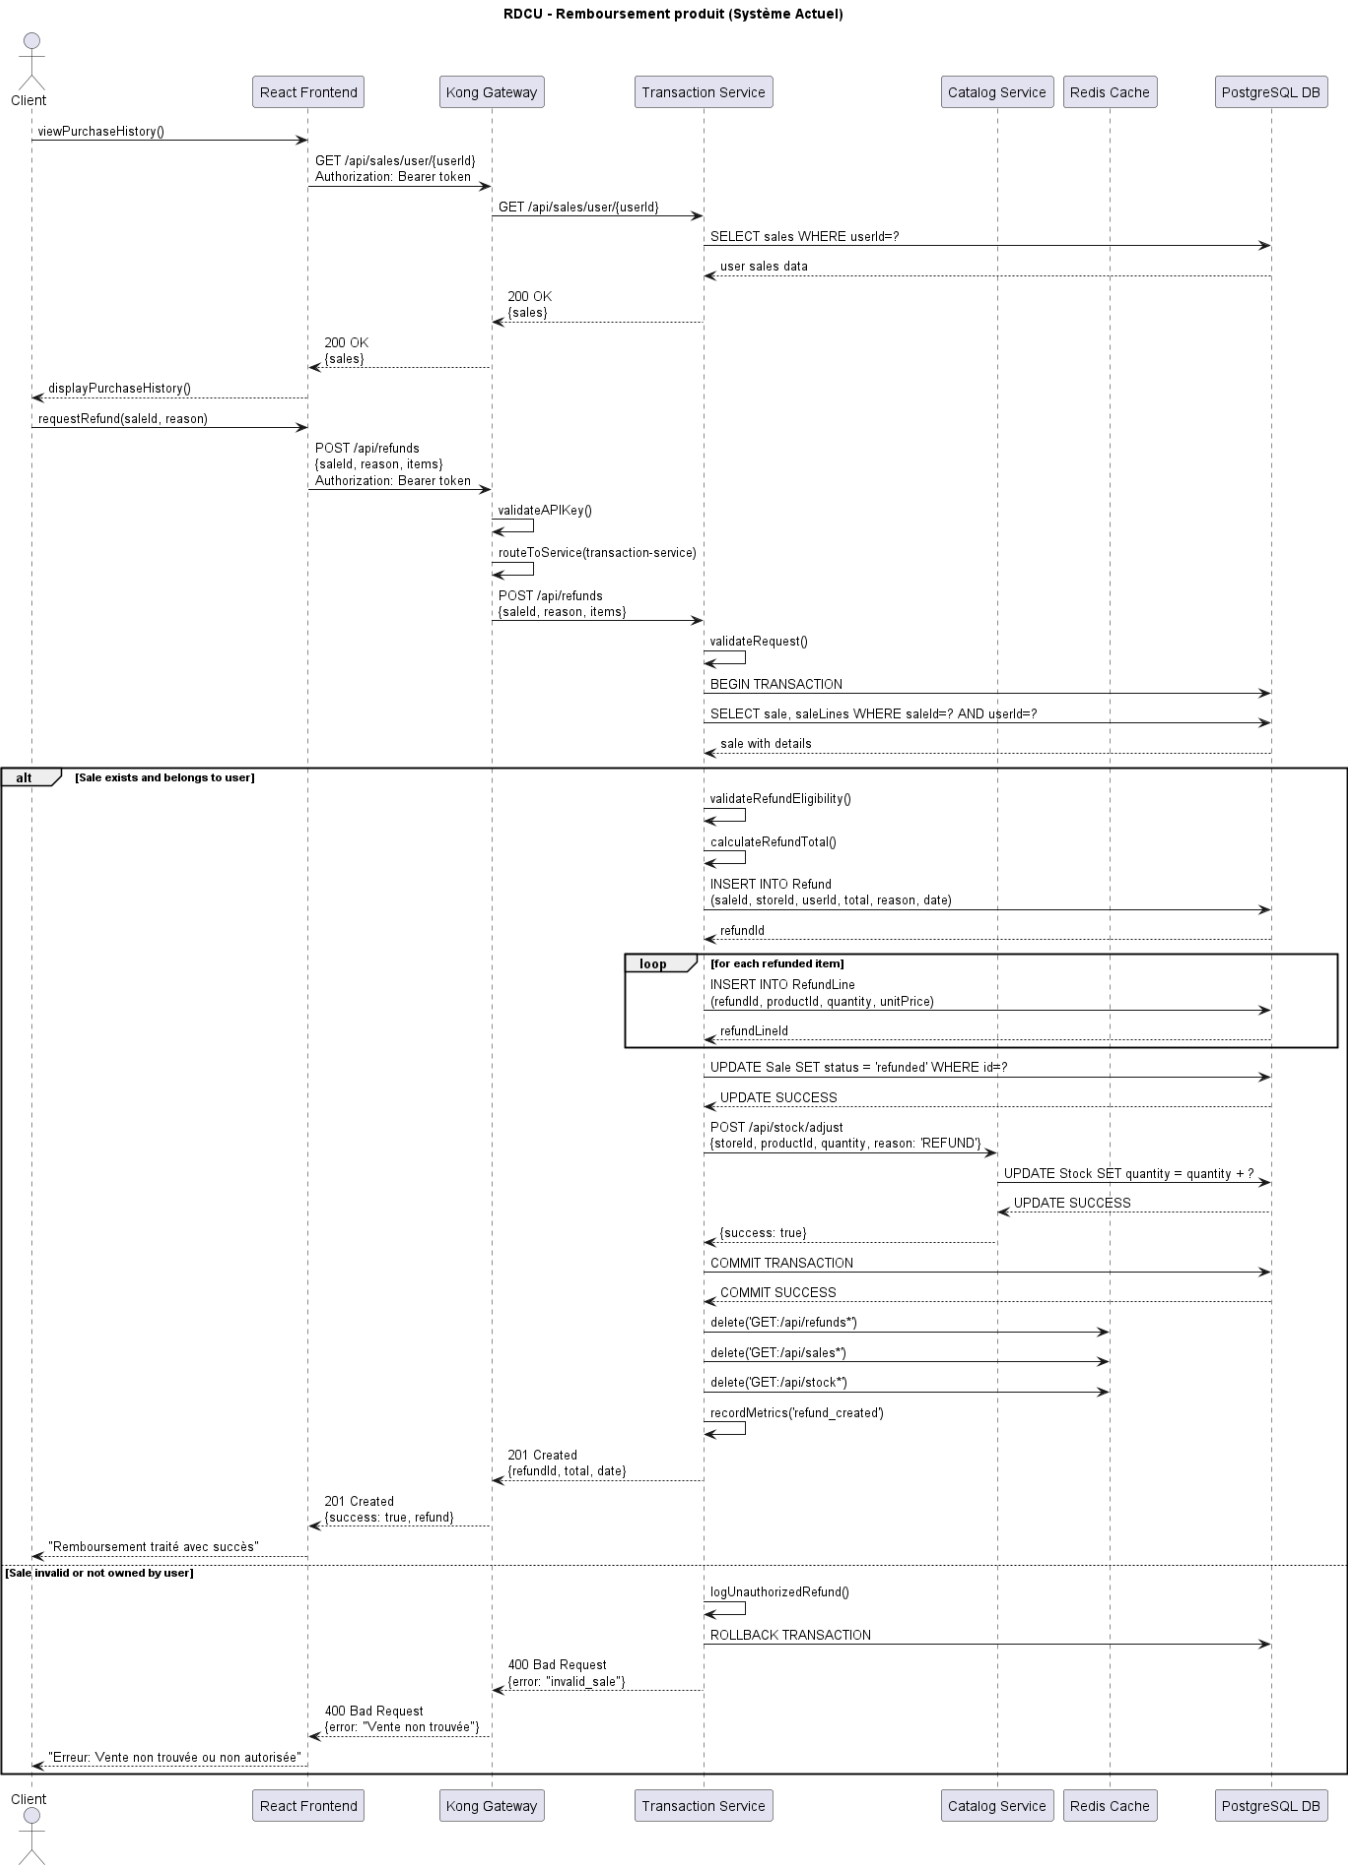 RDCU - Remboursement produit (Système Actuel)
Client
React Frontend
Kong Gateway
Transaction Service
Catalog Service
Redis Cache
PostgreSQL DB
viewPurchaseHistory()
GET /api/sales/user/{userId}
Authorization: Bearer token
GET /api/sales/user/{userId}
SELECT sales WHERE userId=?
user sales data
200 OK
{sales}
200 OK
{sales}
displayPurchaseHistory()
requestRefund(saleId, reason)
POST /api/refunds
{saleId, reason, items}
Authorization: Bearer token
validateAPIKey()
routeToService(transaction-service)
POST /api/refunds
{saleId, reason, items}
validateRequest()
BEGIN TRANSACTION
SELECT sale, saleLines WHERE saleId=? AND userId=?
sale with details
alt
[Sale exists and belongs to user]
validateRefundEligibility()
calculateRefundTotal()
INSERT INTO Refund
(saleId, storeId, userId, total, reason, date)
refundId
loop
[for each refunded item]
INSERT INTO RefundLine
(refundId, productId, quantity, unitPrice)
refundLineId
UPDATE Sale SET status = 'refunded' WHERE id=?
UPDATE SUCCESS
POST /api/stock/adjust
{storeId, productId, quantity, reason: 'REFUND'}
UPDATE Stock SET quantity = quantity + ?
UPDATE SUCCESS
{success: true}
COMMIT TRANSACTION
COMMIT SUCCESS
delete('GET:/api/refunds*')
delete('GET:/api/sales*')
delete('GET:/api/stock*')
recordMetrics('refund_created')
201 Created
{refundId, total, date}
201 Created
{success: true, refund}
"Remboursement traité avec succès"
[Sale invalid or not owned by user]
logUnauthorizedRefund()
ROLLBACK TRANSACTION
400 Bad Request
{error: "invalid_sale"}
400 Bad Request
{error: "Vente non trouvée"}
"Erreur: Vente non trouvée ou non autorisée"
Client
React Frontend
Kong Gateway
Transaction Service
Catalog Service
Redis Cache
PostgreSQL DB